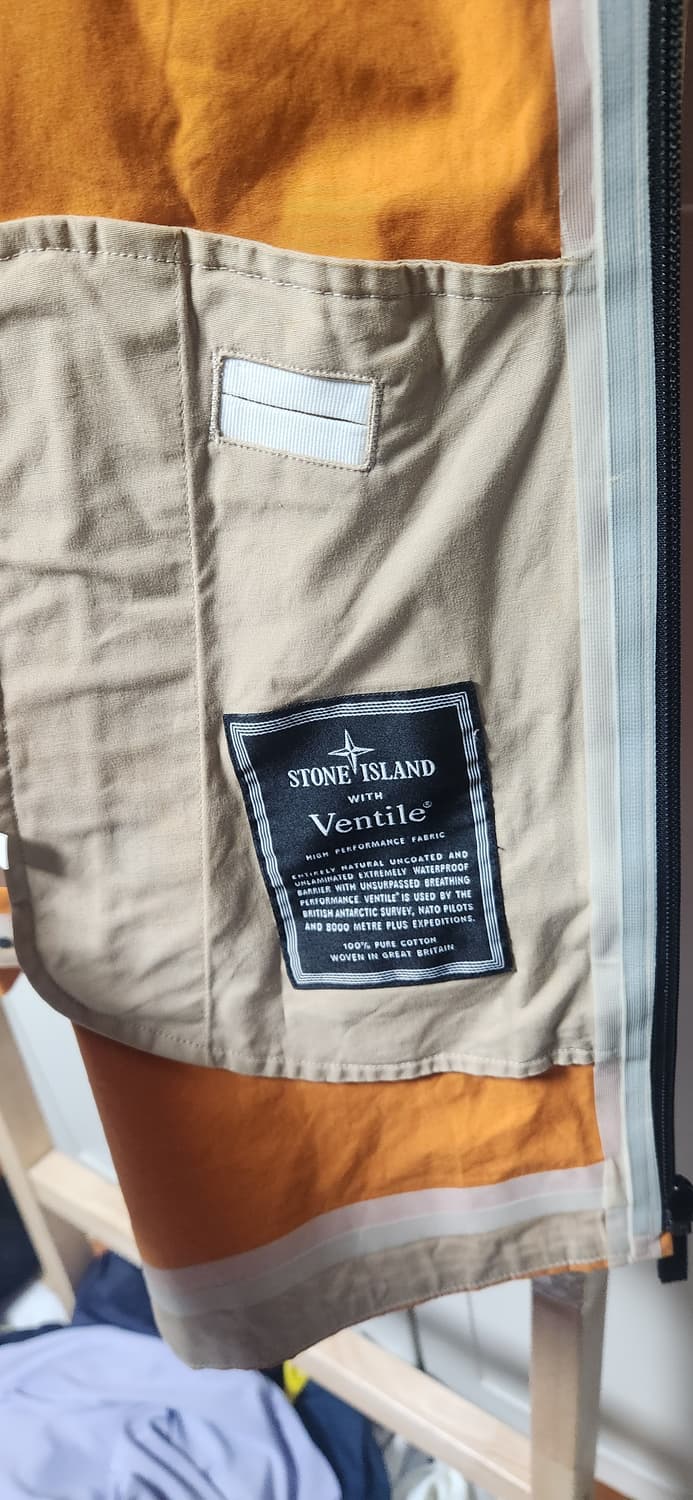 STONE ISLAND
WITH
Ventile®
HIGH PERFORMANCE FABRIC
ENTIRELY NATURAL UNCOATED AND
UNLAMINATED EXTREMELY WATERPROOF
BARRIER WITH UNSURPASSED BREATHING
PERFORMANCE VENTILE® IS USED BY THE
BRITISH ANTARCTIC SURVEY, NATO PILOTS
AND 8000 METRE PLUS EXPEDITIONS.
100% PURE COTTON
WOVEN IN GREAT BRITAIN